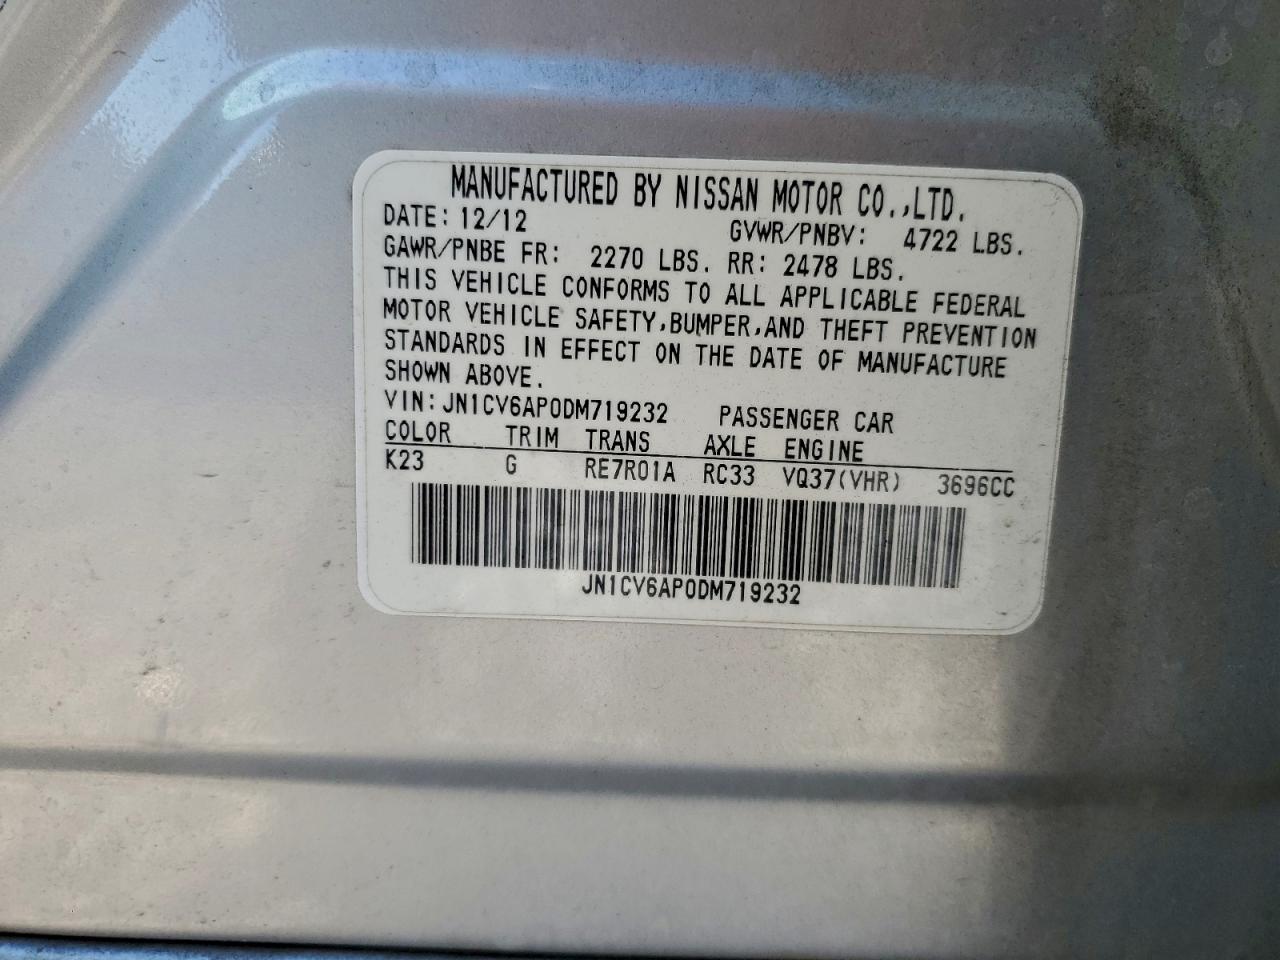 MANUFACTURED BY NISSAN MOTOR CO.,LTD.
DATE: 12/12 GVWR/PNBV: 4722 LBS.
GAWR/PNBE FR: 2270 LBS. RR: 2478 LBS.
THIS VEHICLE CONFORMS TO ALL APPLICABLE FEDERAL
MOTOR VEHICLE SAFETY,BUMPER,AND THEFT PREVENTION
STANDARDS IN EFFECT ON THE DATE OF MANUFACTURE
SHOWN ABOVE.
VIN: JN1CV6AP0DM719232 PASSENGER CAR
COLOR TRIM TRANS AXLE ENGINE
K23 G RE7R01A RC33 VQ37(VHR) 3696CC
JN1CV6AP0DM719232